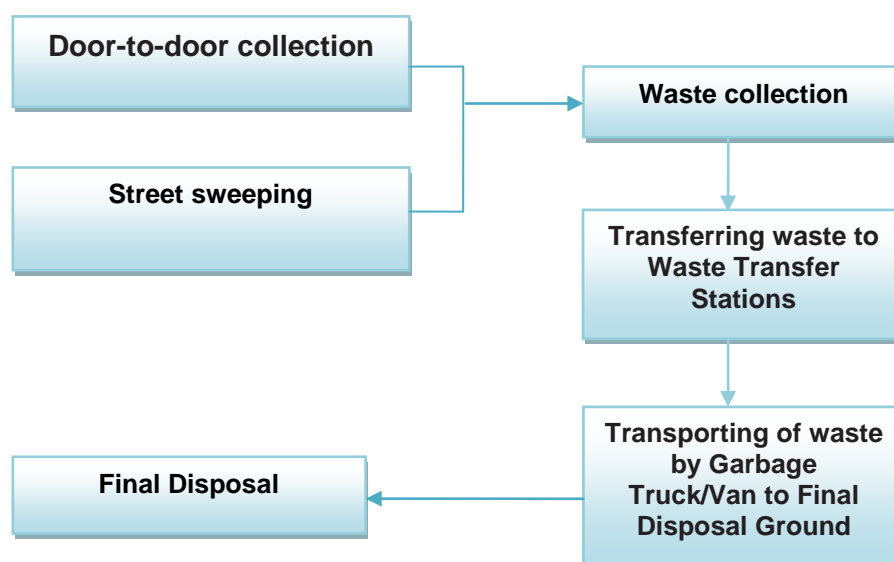 Door-to-door collection
Waste collection
Street sweeping
Transferring waste to
Waste Transfer
Stations
Transporting of waste
by Garbage
Truck/Van to Final
Disposal Ground
Final Disposal